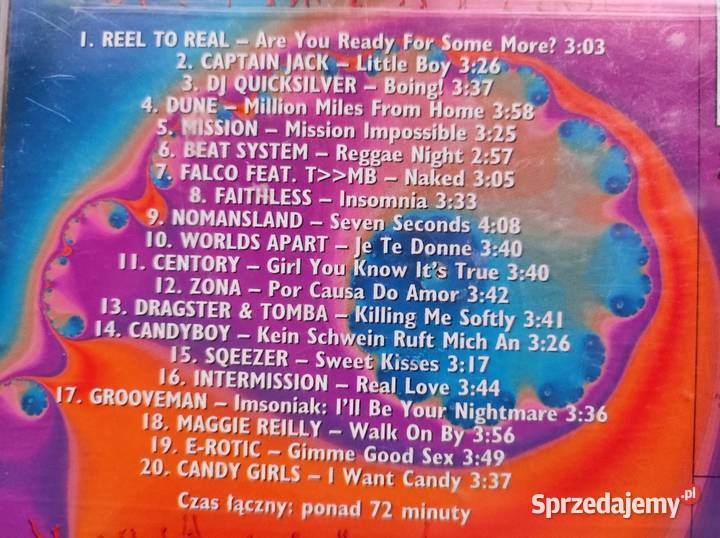 1. REEL TO REAL – Are You Ready For Some More? 3:03
2. CAPTAIN JACK – Little Boy 3:26
3. DJ QUICKSILVER – Boing! 3:37
4. DUNE – Million Miles From Home 3:58
5. MISSION – Mission Impossible 3:25
6. BEAT SYSTEM – Reggae Night 2:57
7. FALCO FEAT. T>>MB – Naked 3:05
8. FAITHLESS – Insomnia 3:33
9. NOMANSLAND – Seven Seconds 4:08
10. WORLDS APART – Je Te Donne 3:40
11. CENTORY – Girl You Know It's True 3:40
12. ZONA – Por Causa Do Amor 3:42
13. DRAGSTER & TOMBA – Killing Me Softly 3:41
14. CANDYBOY – Kein Schwein Ruft Mich An 3:26
15. SQEEZER – Sweet Kisses 3:17
16. INTERMISSION – Real Love 3:44
17. GROOVEMAN – Imsoniak: I'll Be Your Nightmare 3:36
18. MAGGIE REILLY – Walk On By 3:56
19. E-ROTIC – Gimme Good Sex 3:49
20. CANDY GIRLS – I Want Candy 3:37
Czas łączny: ponad 72 minuty
Sprzedajemy.pl